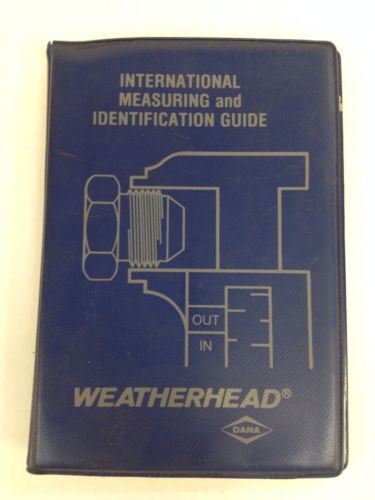 INTERNATIONAL
MEASURING and
IDENTIFICATION GUIDE
OUT
IN
WEATHERHEAD®
DANA